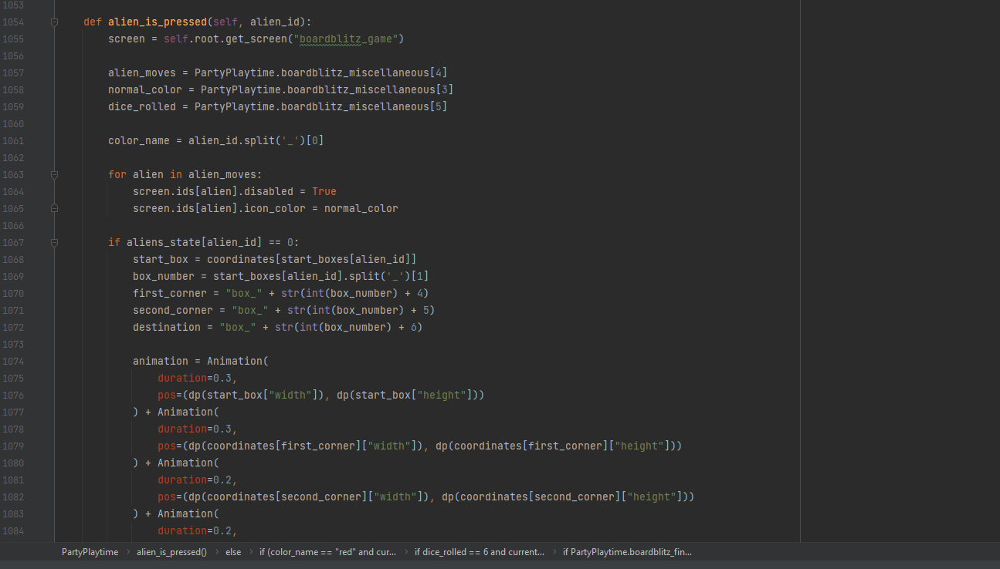 1053
1054 def alien_is_pressed(self, alien_id):
1055 screen = self.root.get_screen("boardblitz_game")
1056
1057 alien_moves = PartyPlaytime.boardblitz_miscellaneous[4]
1058 normal_color = PartyPlaytime.boardblitz_miscellaneous[3]
1059 dice_rolled = PartyPlaytime.boardblitz_miscellaneous[5]
1060
1061 color_name = alien_id.split('_')[0]
1062
1063 for alien in alien_moves:
1064 screen.ids[alien].disabled = True
1065 screen.ids[alien].icon_color = normal_color
1066
1067 if aliens_state[alien_id] == 0:
1068 start_box = coordinates[start_boxes[alien_id]]
1069 box_number = start_boxes[alien_id].split('_')[1]
1070 first_corner = "box_" + str(int(box_number) + 4)
1071 second_corner = "box_" + str(int(box_number) + 5)
1072 destination = "box_" + str(int(box_number) + 6)
1073
1074 animation = Animation(
1075 duration=0.3,
1076 pos=(dp(start_box["width"]), dp(start_box["height"]))
1077 ) + Animation(
1078 duration=0.3,
1079 pos=(dp(coordinates[first_corner]["width"]), dp(coordinates[first_corner]["height"]))
1080 ) + Animation(
1081 duration=0.2,
1082 pos=(dp(coordinates[second_corner]["width"]), dp(coordinates[second_corner]["height"]))
1083 ) + Animation(
1084 duration=0.2,
PartyPlaytime › alien_is_pressed() › else › if (color_name == "red" and cur... › if dice_rolled == 6 and current... › if PartyPlaytime.boardblitz_fin...